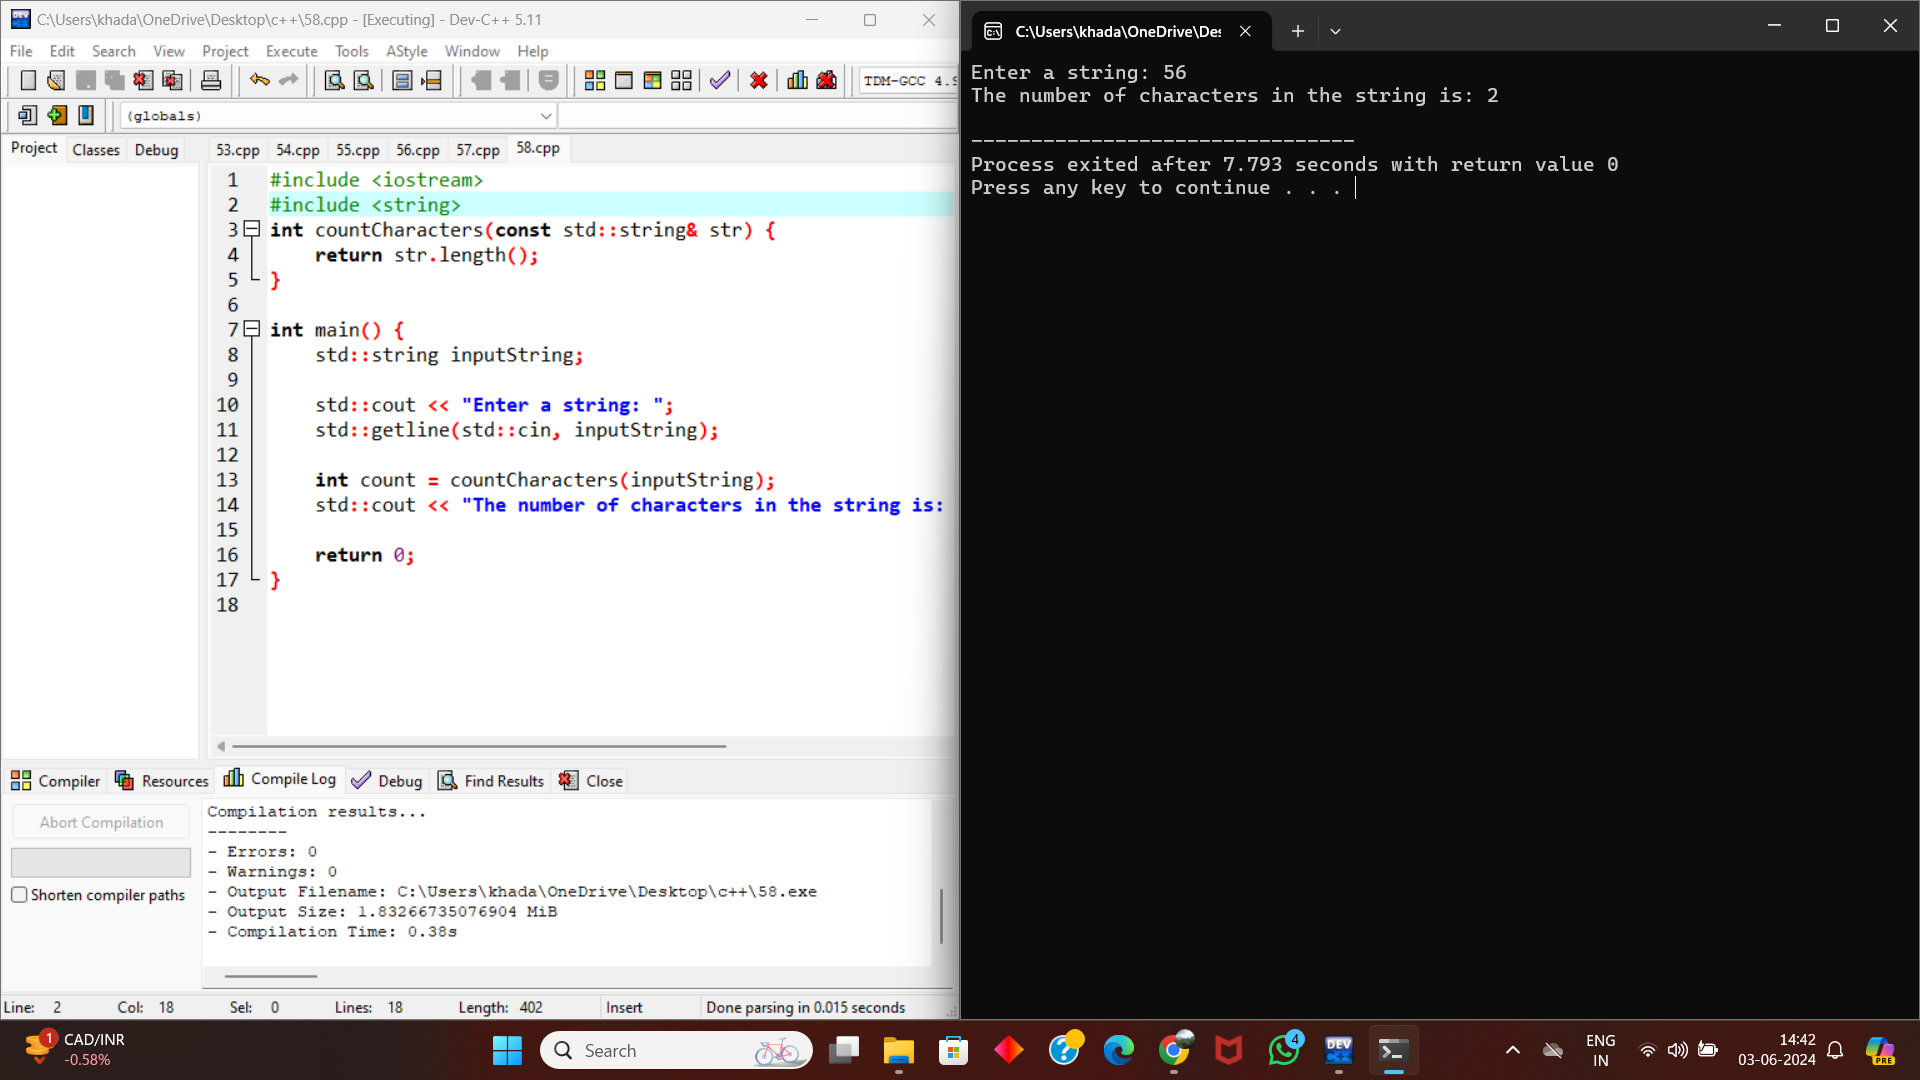 C:\Users\khada\OneDrive\Desktop\c++\58.cpp - [Executing] - Dev-C++ 5.11
File Edit Search View Project Execute Tools AStyle Window Help
TDM-GCC 4.9
(globals)
Project Classes Debug
53.cpp 54.cpp 55.cpp 56.cpp 57.cpp 58.cpp
1 #include <iostream>
2 #include <string>
3 int countCharacters(const std::string& str) {
4 return str.length();
5 }
6
7 int main() {
8 std::string inputString;
9
10 std::cout << "Enter a string: ";
11 std::getline(std::cin, inputString);
12
13 int count = countCharacters(inputString);
14 std::cout << "The number of characters in the string is:
15
16 return 0;
17 }
18
Compiler Resources Compile Log Debug Find Results Close
Abort Compilation
Shorten compiler paths
Compilation results...
--------
- Errors: 0
- Warnings: 0
- Output Filename: C:\Users\khada\OneDrive\Desktop\c++\58.exe
- Output Size: 1.83266735076904 MiB
- Compilation Time: 0.38s
Line: 2 Col: 18 Sel: 0 Lines: 18 Length: 402 Insert Done parsing in 0.015 seconds
C:\Users\khada\OneDrive\Des
Enter a string: 56
The number of characters in the string is: 2
--------------------------------
Process exited after 7.793 seconds with return value 0
Press any key to continue . . .
1
CAD/INR
-0.58%
Search
DEV
C++
4
ENG
IN
14:42
03-06-2024
PRE